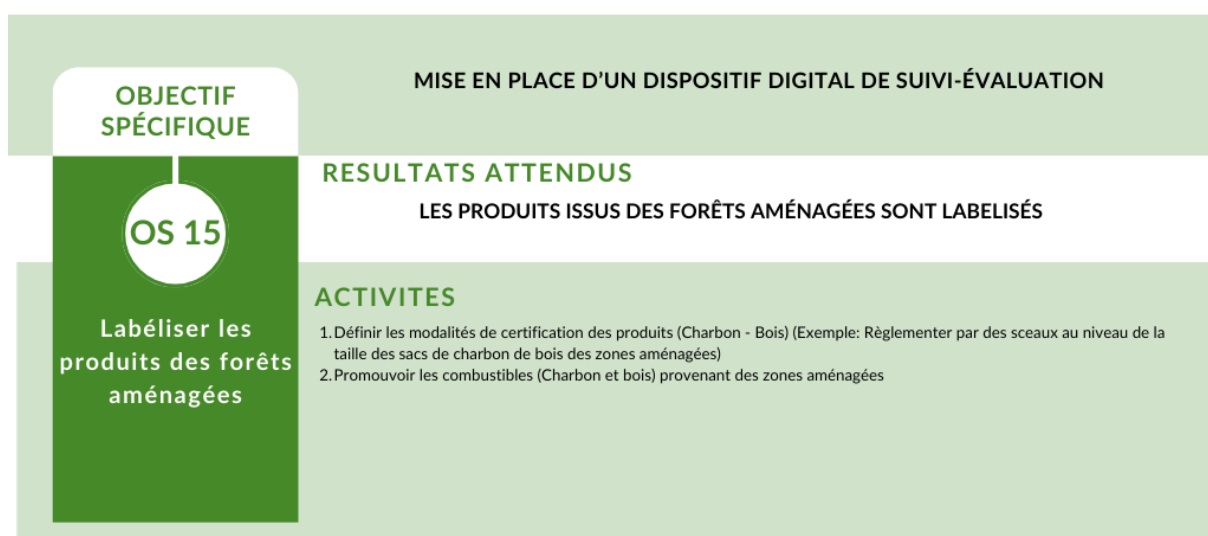 MISE EN PLACE D’UN DISPOSITIF DIGITAL DE SUIVI-ÉVALUATION
OBJECTIF
SPÉCIFIQUE
OS 15
Labéliser les
produits des forêts
aménagées
RESULTATS ATTENDUS
LES PRODUITS ISSUS DES FORÊTS AMÉNAGÉES SONT LABELISÉS
ACTIVITES
1. Définir les modalités de certification des produits (Charbon - Bois) (Exemple: Règlementer par des sceaux au niveau de la
taille des sacs de charbon de bois des zones aménagées)
2. Promouvoir les combustibles (Charbon et bois) provenant des zones aménagées